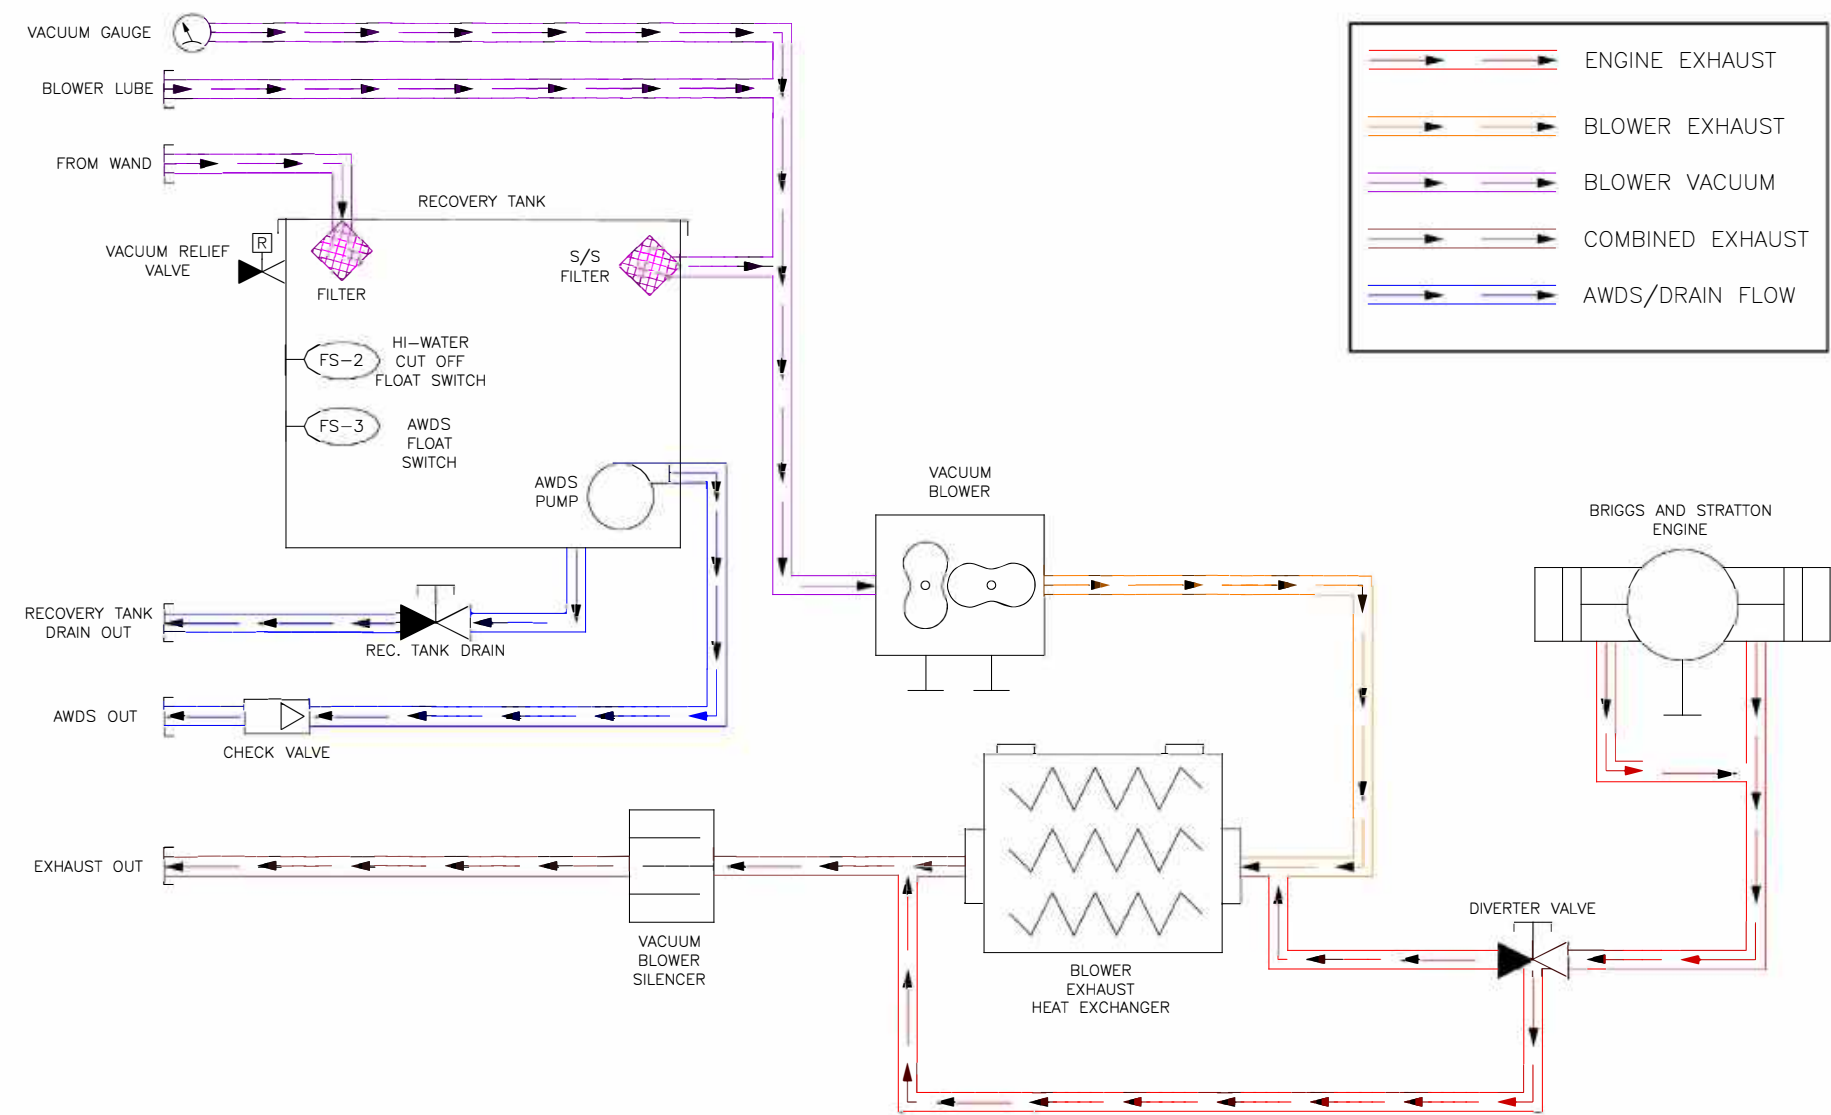 VACUUM GAUGE
BLOWER LUBE
FROM WAND
RECOVERY TANK
VACUUM RELIEF
VALVE
R
FILTER
S/S
FILTER
FS-2
HI-WATER
CUT OFF
FLOAT SWITCH
FS-3
AWDS
FLOAT
SWITCH
AWDS
PUMP
RECOVERY TANK
DRAIN OUT
REC. TANK DRAIN
AWDS OUT
CHECK VALVE
EXHAUST OUT
VACUUM
BLOWER
SILENCER
VACUUM
BLOWER
BLOWER
EXHAUST
HEAT EXCHANGER
BRIGGS AND STRATTON
ENGINE
DIVERTER VALVE
ENGINE EXHAUST
BLOWER EXHAUST
BLOWER VACUUM
COMBINED EXHAUST
AWDS/DRAIN FLOW